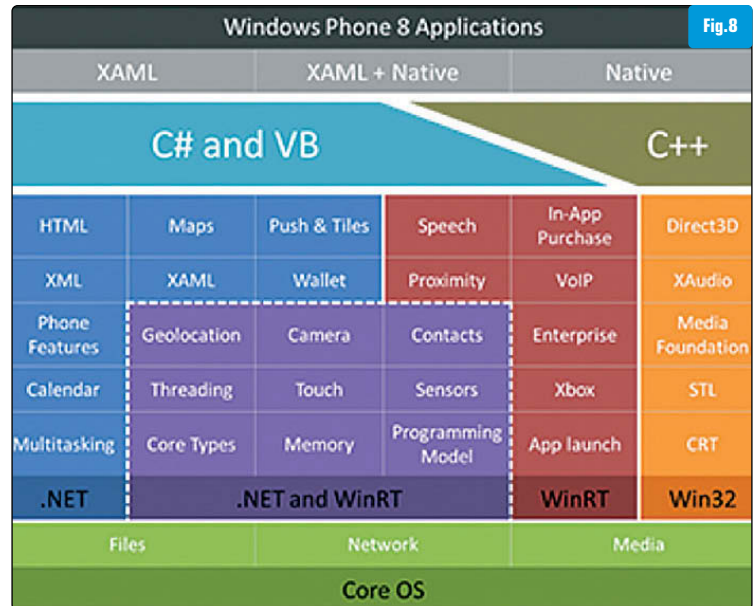 Windows Phone 8 Applications
Fig.8
XAML
XAML + Native
Native
C# and VB
C++
HTML
Maps
Push & Tiles
Speech
In-App
Purchase
Direct3D
XML
XAML
Wallet
Proximity
VoIP
XAudio
Phone
Features
Geolocation
Camera
Contacts
Enterprise
Media
Foundation
Calendar
Threading
Touch
Sensors
Xbox
STL
Multitasking
Core Types
Memory
Programming
Model
App launch
CRT
.NET
.NET and WinRT
WinRT
Win32
Files
Network
Media
Core OS